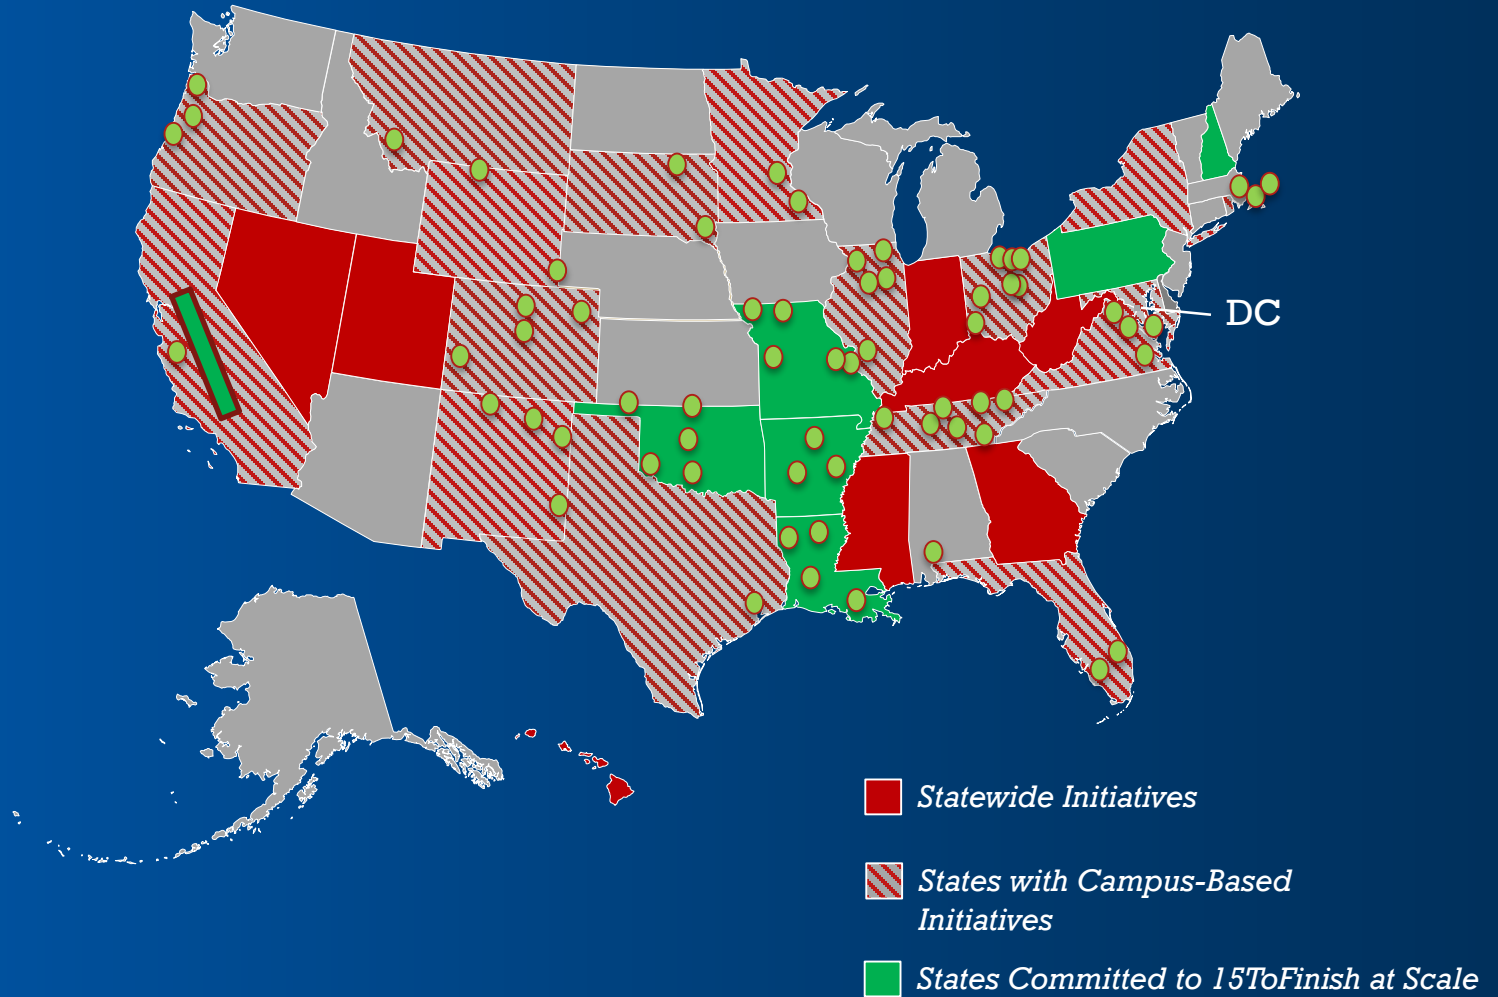 DC
Statewide Initiatives
States with Campus-Based
Initiatives
States Committed to 15ToFinish at Scale